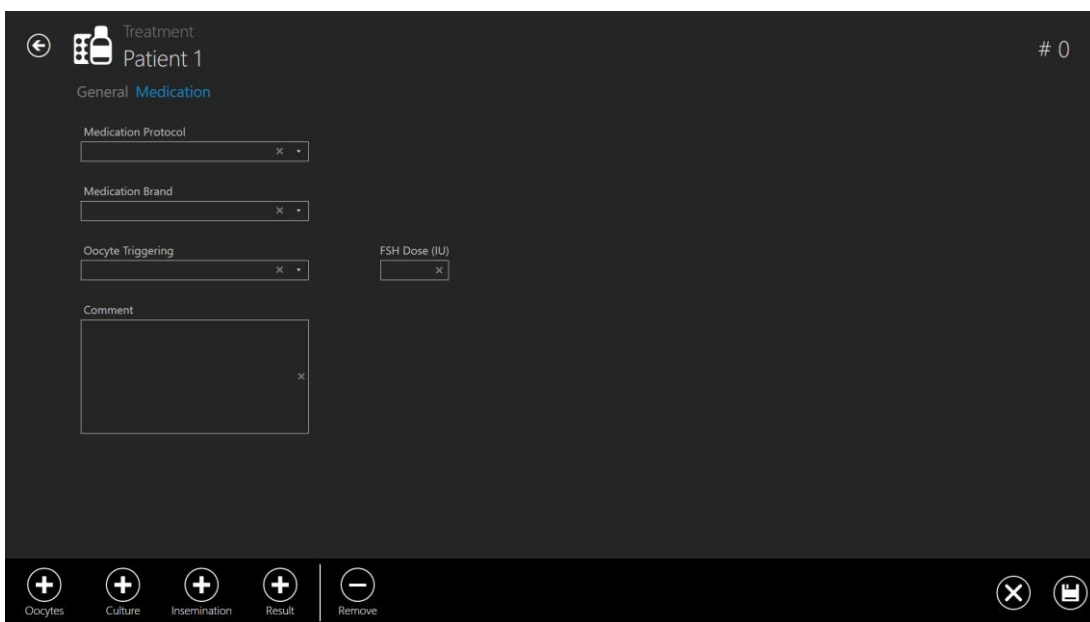 Treatment
Patient 1
# 0
General Medication
Medication Protocol
Medication Brand
Oocyte Triggering
FSH Dose (IU)
Comment
Oocytes
Culture
Insemination
Result
Remove